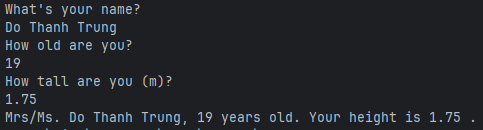 What's your name?
Do Thanh Trung
How old are you?
19
How tall are you (m)?
1.75
Mrs/Ms. Do Thanh Trung, 19 years old. Your height is 1.75 .